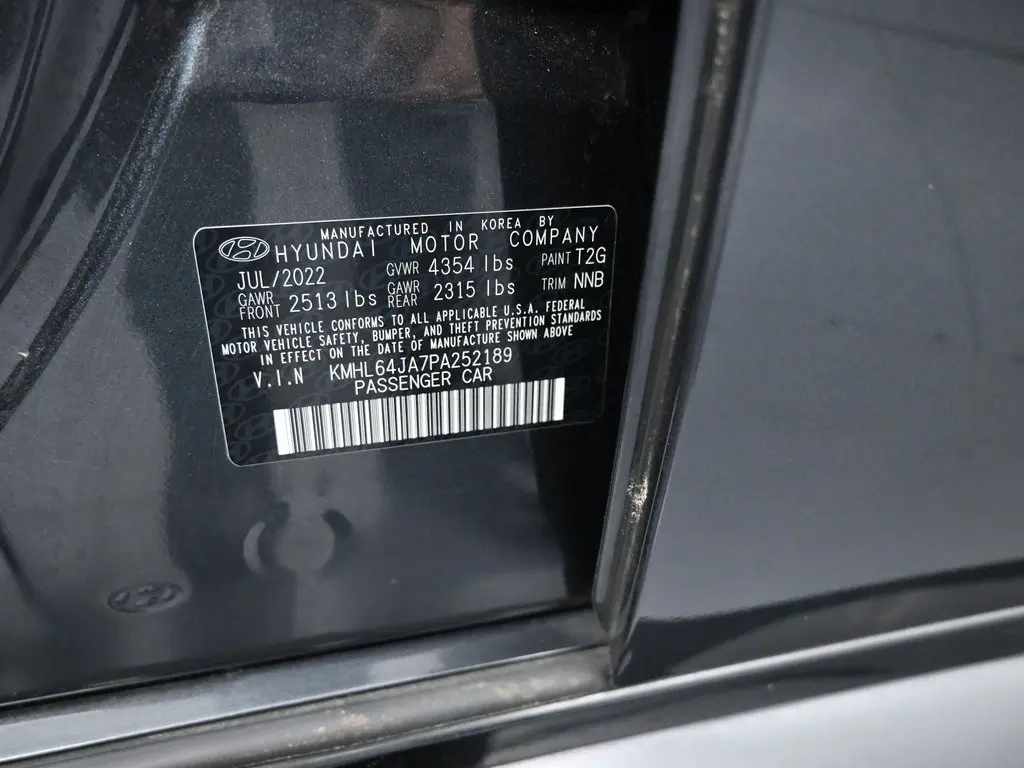 MANUFACTURED IN KOREA BY
HYUNDAI MOTOR COMPANY
JUL/2022 GVWR 4354 lbs PAINT T2G
GAWR FRONT 2513 lbs GAWR REAR 2315 lbs TRIM NNB
THIS VEHICLE CONFORMS TO ALL APPLICABLE U.S.A. FEDERAL
MOTOR VEHICLE SAFETY, BUMPER, AND THEFT PREVENTION STANDARDS
IN EFFECT ON THE DATE OF MANUFACTURE SHOWN ABOVE
V.I.N KMHL64JA7PA252189
PASSENGER CAR